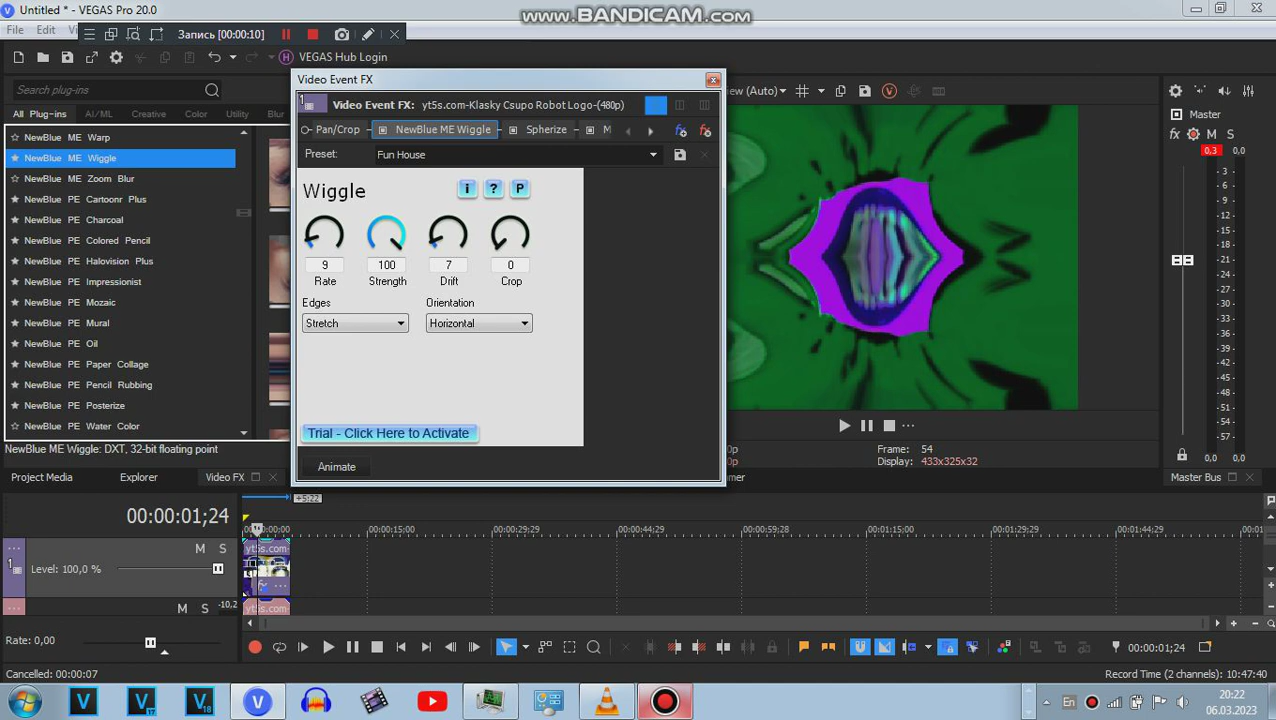 Untitled * - VEGAS Pro 20.0
www.BANDICAM.com
File Edit
Запись [00:00:10]
VEGAS Hub Login
Video Event FX
Search plug-ins
Video Event FX: yt5s.com-Klasky Csupo Robot Logo-(480p)
(Auto)
Master
All Plug-ins AI/ML Creative Color Utility Blur
Pan/Crop NewBlue ME Wiggle Spherize M
fx M S
NewBlue ME Warp
Preset: Fun House
0,3 0,0
NewBlue ME Wiggle
NewBlue ME Zoom Blur
NewBlue PE Cartoonr Plus
NewBlue PE Charcoal
NewBlue PE Colored Pencil
NewBlue PE Halovision Plus
NewBlue PE Impressionist
NewBlue PE Mozaic
NewBlue PE Mural
NewBlue PE Oil
NewBlue PE Paper Collage
NewBlue PE Pencil Rubbing
NewBlue PE Posterize
NewBlue PE Water Color
Wiggle i ? P
9 100 7 0
Rate Strength Drift Crop
Edges Orientation
Stretch Horizontal
Trial - Click Here to Activate
Animate
- 3 -
- 6 -
- 9 -
- 12 -
- 15 -
- 18 -
- 21 -
- 24 -
- 27 -
- 30 -
- 33 -
- 36 -
- 39 -
- 42 -
- 45 -
- 48 -
- 51 -
- 54 -
- 57 -
0,0 0,0
NewBlue ME Wiggle: DXT, 32-bit floating point
Frame: 54
Display: 433x325x32
Project Media Explorer Video FX
Master Bus
+5:22
00:00:01;24
00:00:15:00 00:00:29:29 00:00:44:29 00:00:59:28 00:01:15:00 00:01:29:29 00:01:44:29
M S
yt5s.com-
1 Level: 100,0 %
M S -10,2
yt5s.com-
Rate: 0,00
00:00:01;24
Cancelled: 00:00:07
Record Time (2 channels): 10:47:40
En
20:22
06.03.2023